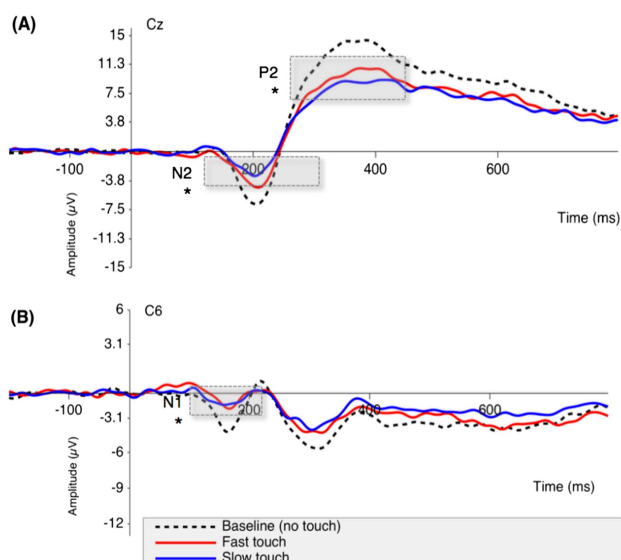 (A)
Cz
15
11.3
7.5
3.8
-3.8
-7.5
-11.3
-15
P2
*
N2
*
-100
200
400
600
Time (ms)
Amplitude (μV)
(B)
C6
6
3.1
-3.1
-6
-9
-12
N1
*
-100
200
400
600
Time (ms)
Amplitude (μV)
Baseline (no touch)
Fast touch
Slow touch